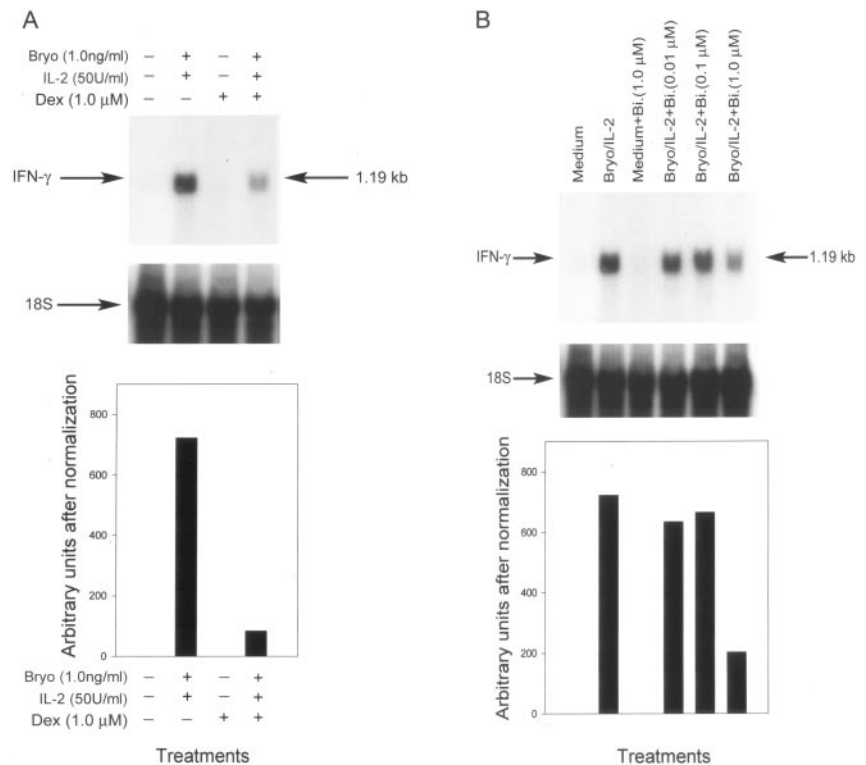 A
Bryo (1.0ng/ml) – + – +
IL-2 (50U/ml) – + – +
Dex (1.0 μM) – – + +
IFN-γ
1.19 kb
18S
Arbitrary units after normalization
800
600
400
200
0
Bryo (1.0ng/ml) – + – +
IL-2 (50U/ml) – + – +
Dex (1.0 μM) – – + +
Treatments
B
Medium
Bryo/IL-2
Medium+Bi.(1.0 μM)
Bryo/IL-2+Bi.(0.01 μM)
Bryo/IL-2+Bi.(0.1 μM)
Bryo/IL-2+Bi.(1.0 μM)
IFN-γ
1.19 kb
18S
Arbitrary units after normalization
800
600
400
200
0
Treatments